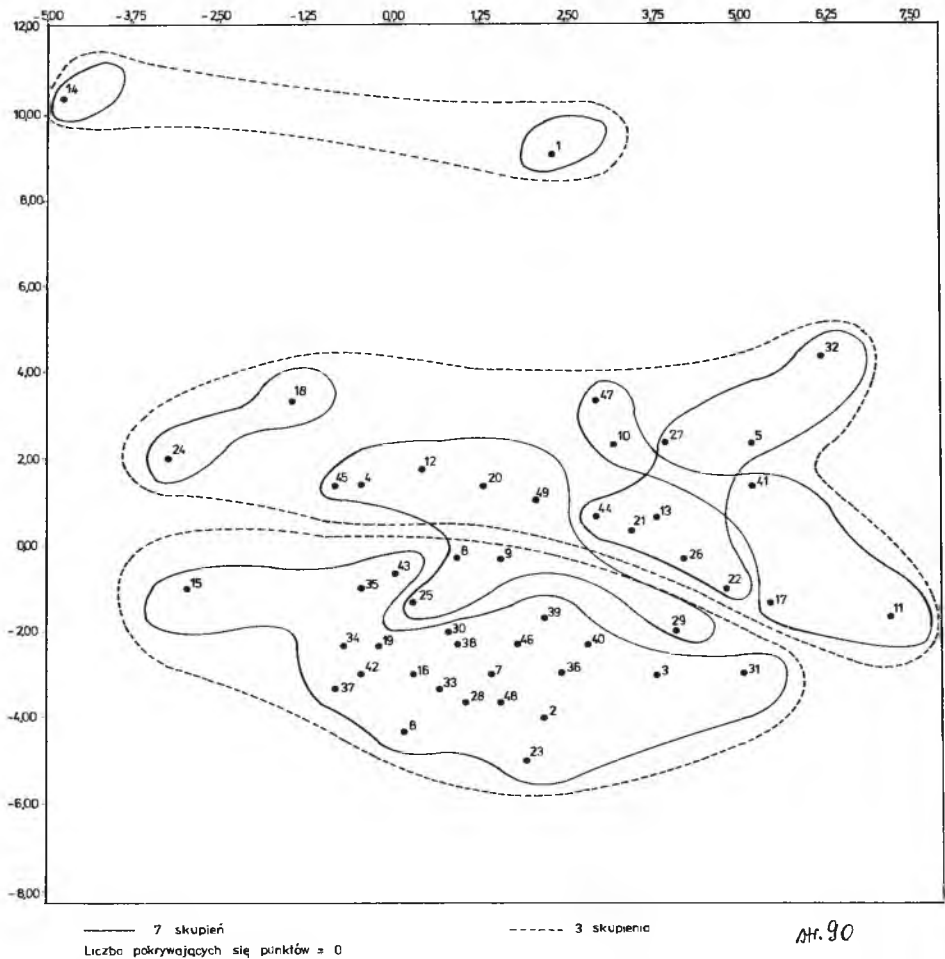 -5,00 -3,75 -2,50 -1,25 0,00 1,25 2,50 3,75 5,00 6,25 7,50
12,00
14
10,00
1
8,00
6,00
32
4,00
18 47
10 27 5
24 2,00
12
45 4 20 41
49
44 21 13
0,00 8 9 26
43
15 35 22
25 17 11
39
-2,00 30 29
34 19 38 46 40
42 16 7 36 3 31
37 33
28 48
-4,00 2
6
23
-6,00
-8,00
7 skupień 3 skupienia
Liczba pokrywających się punktów = 0
str. 90